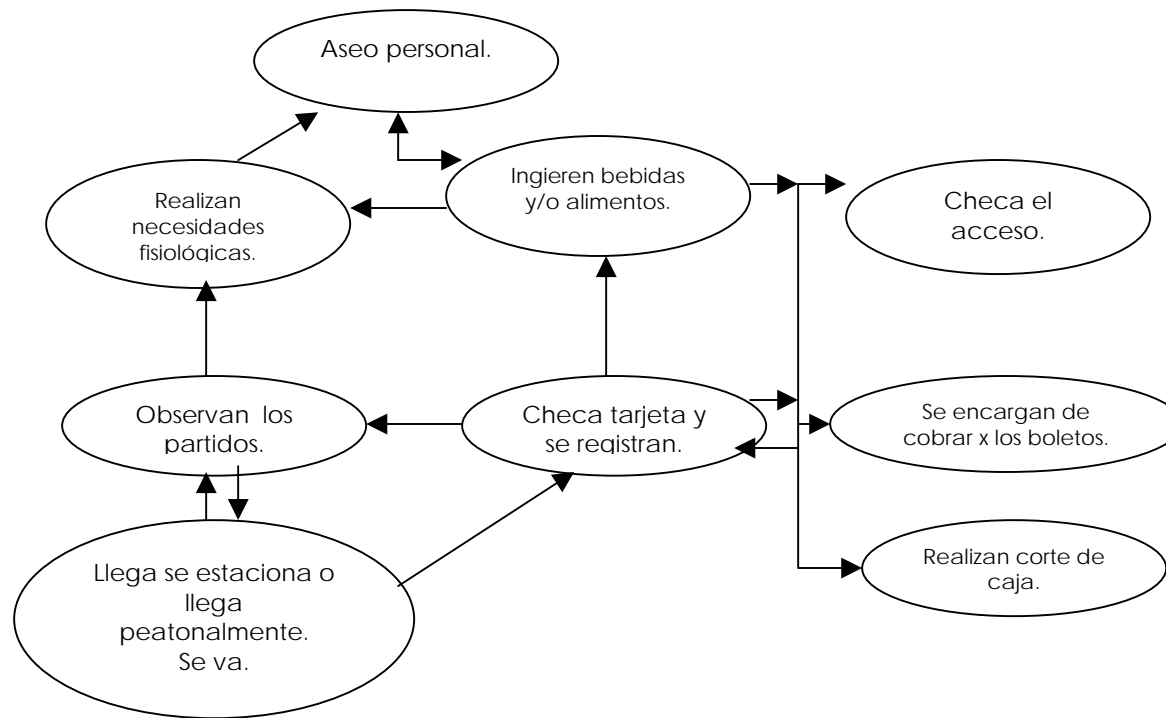 Aseo personal.
Realizan
necesidades
fisiológicas.
Ingieren bebidas
y/o alimentos.
Checa el
acceso.
Observan los
partidos.
Checa tarjeta y
se registran.
Se encargan de
cobrar x los boletos.
Llega se estaciona o
llega
peatonalmente.
Se va.
Realizan corte de
caja.